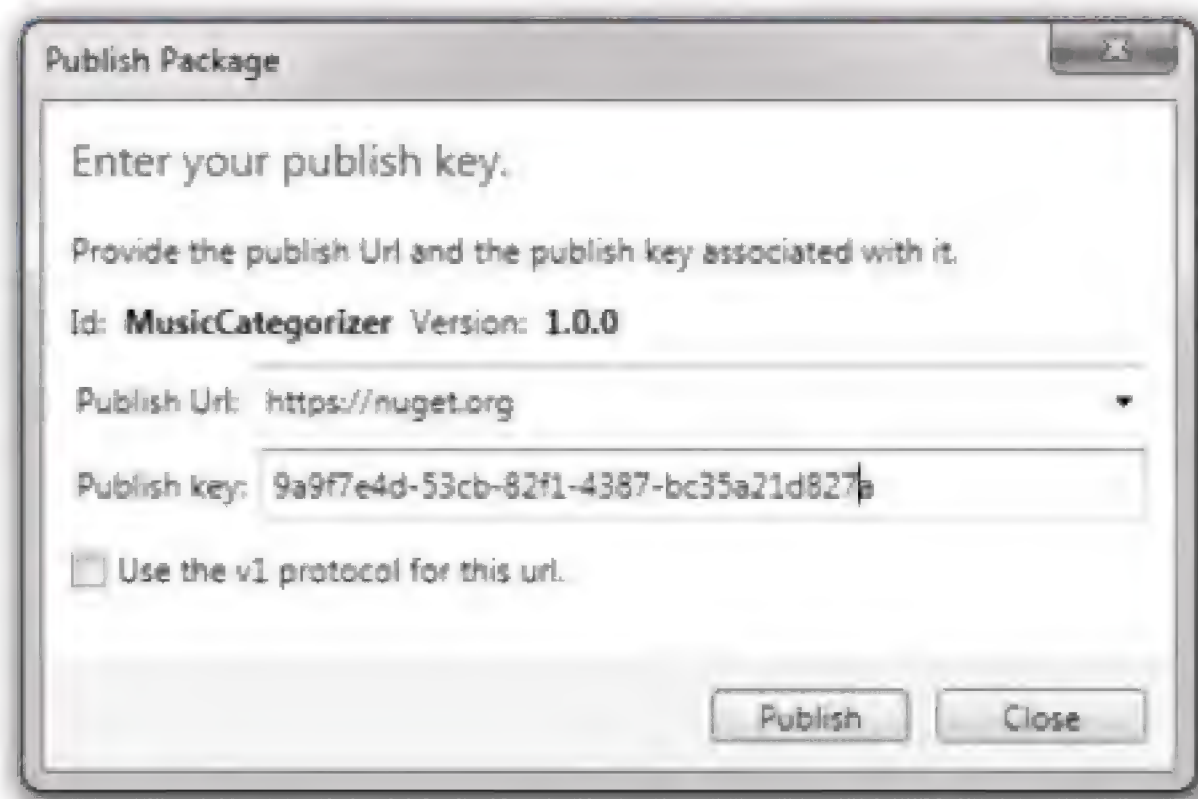 Publish Package
Enter your publish key.
Provide the publish Url and the publish key associated with it.
Id: MusicCategorizer Version: 1.0.0
Publish Url: https://nuget.org
Publish key: 9a9f7e4d-53cb-82f1-4387-bc35a21d827a
Use the v1 protocol for this url.
Publish Close